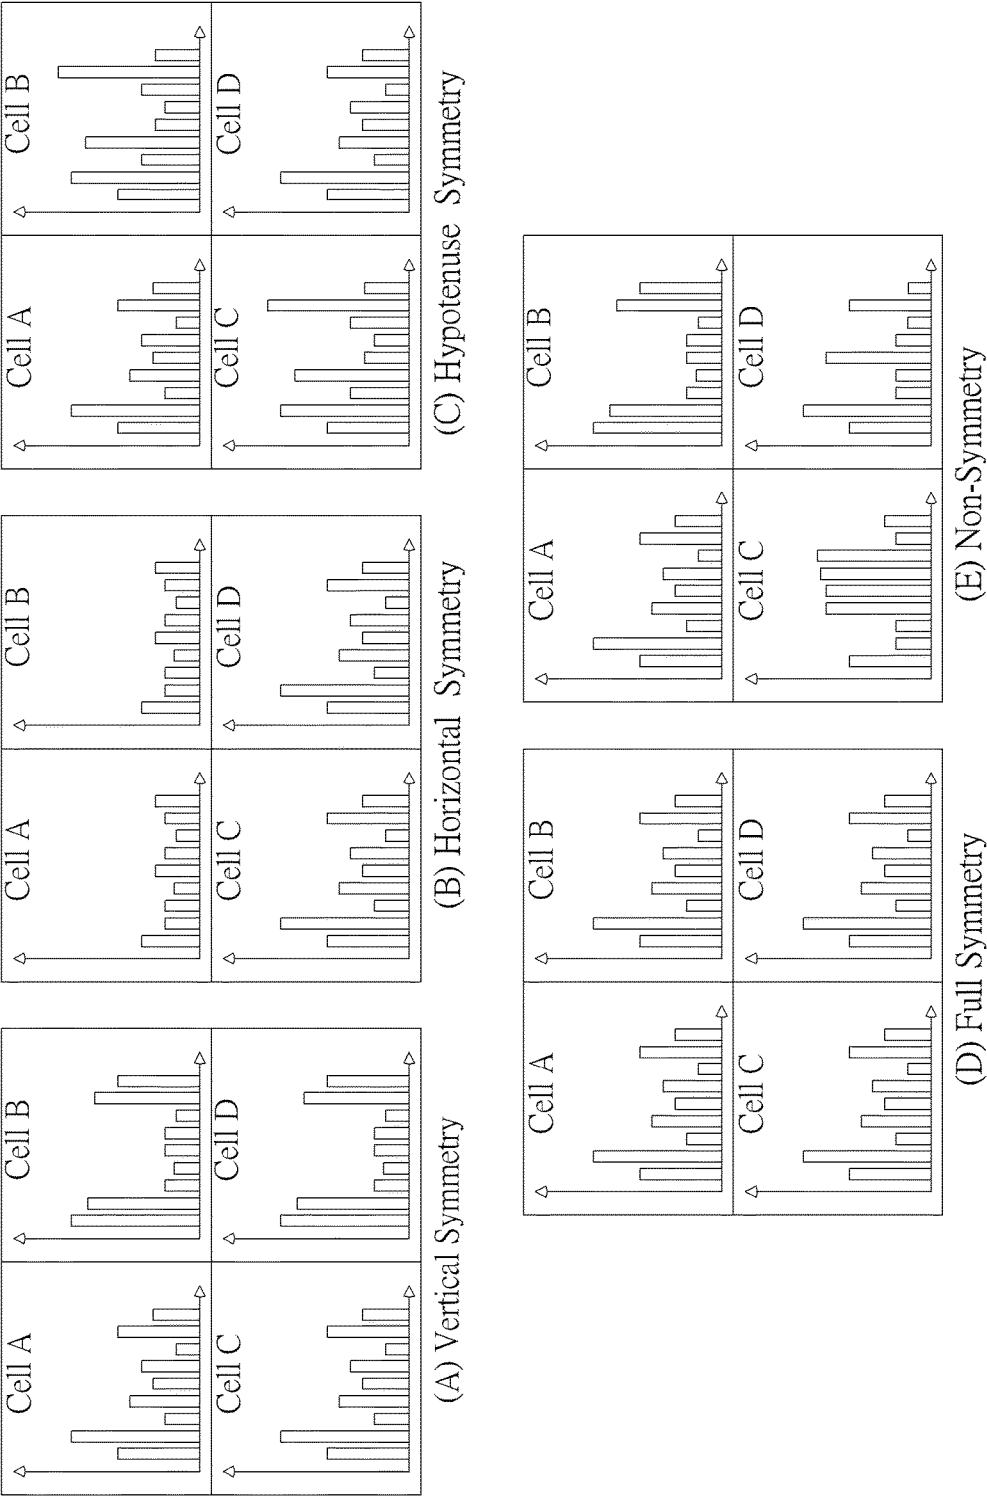 Cell A
Cell B
Cell C
Cell D
(A) Vertical Symmetry
Cell A
Cell B
Cell C
Cell D
(B) Horizontal Symmetry
Cell A
Cell B
Cell C
Cell D
(C) Hypotenuse Symmetry
Cell A
Cell B
Cell C
Cell D
(D) Full Symmetry
Cell A
Cell B
Cell C
Cell D
(E) Non-Symmetry